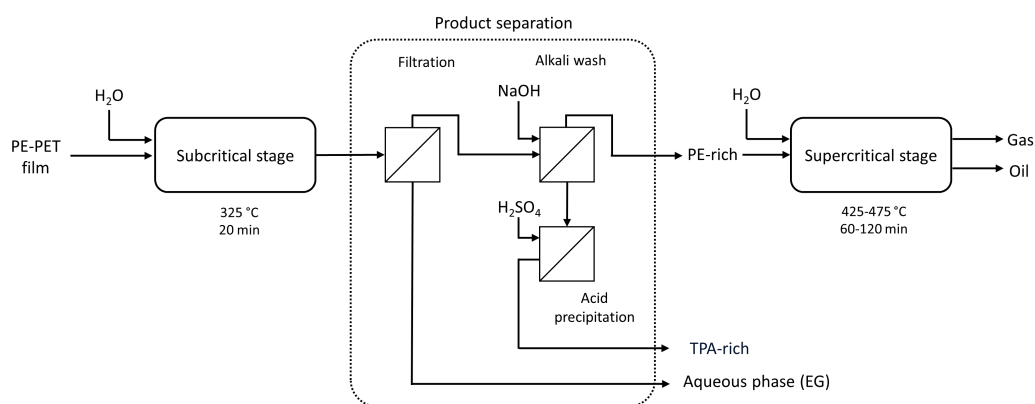 Product separation
Filtration
Alkali wash
H₂O
NaOH
H₂O
PE-PET
film
Subcritical stage
PE-rich
Supercritical stage
Gas
Oil
325 °C
20 min
H₂SO₄
425-475 °C
60-120 min
Acid
precipitation
TPA-rich
Aqueous phase (EG)